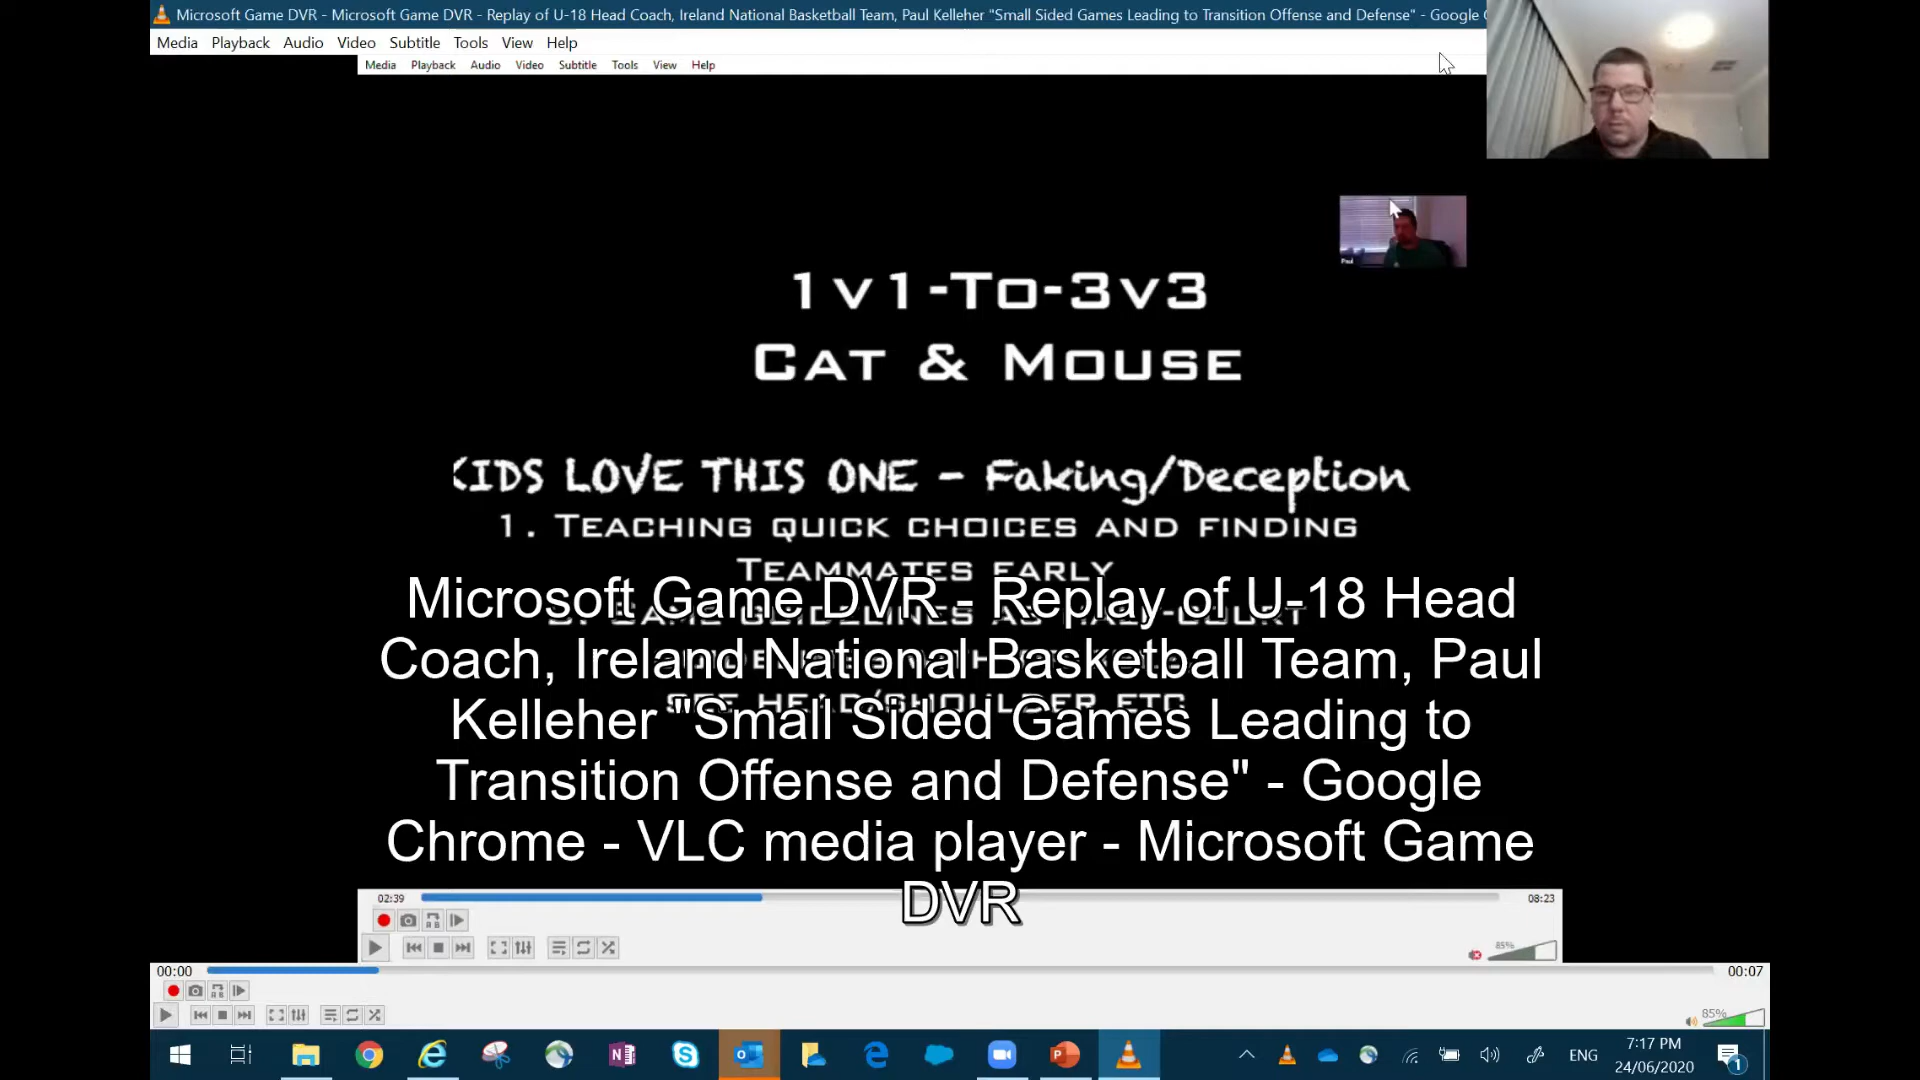 Microsoft Game DVR - Microsoft Game DVR - Replay of U-18 Head Coach, Ireland National Basketball Team, Paul Kelleher "Small Sided Games Leading to Transition Offense and Defense" - Google
Media Playback Audio Video Subtitle Tools View Help
Media Playback Audio Video Subtitle Tools View Help
Paul
1v1-To-3v3
Cat & Mouse
KIDS LOVE THIS ONE - Faking/Deception
1. Teaching quick choices and finding
Teammates early
Microsoft Game DVR - Replay of U-18 Head
Coach, Ireland National Basketball Team, Paul
Kelleher "Small Sided Games Leading to
Transition Offense and Defense" - Google
Chrome - VLC media player - Microsoft Game
DVR
02:39 08:23
85%
00:00 00:07
85%
ENG
7:17 PM
24/06/2020
1